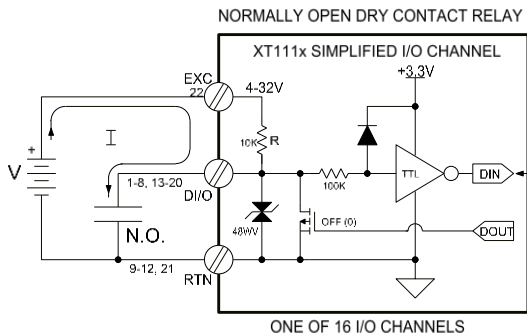 NORMALLY OPEN DRY CONTACT RELAY
XT111x SIMPLIFIED I/O CHANNEL
EXC
22
4-32V
+3.3V
10K
R
I
+
V
1-8, 13-20
DI/O
100K
TTL
DIN
48WV
OFF (0)
DOUT
N.O.
9-12, 21
RTN
ONE OF 16 I/O CHANNELS